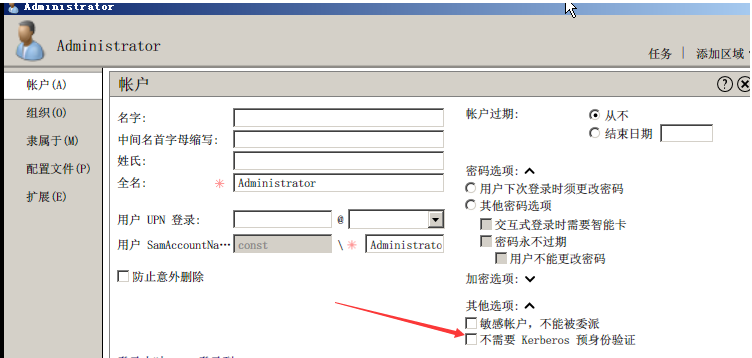 Administrator
Administrator
任务 | 添加区域
帐户(A)
组织(O)
隶属于(M)
配置文件(P)
扩展(E)
帐户
名字:
中间名首字母缩写:
姓氏:
全名: * Administrator
用户 UPN 登录: @
用户 SamAccountNa… const \ * Administrato
防止意外删除
帐户过期: 从不
结束日期
密码选项:
用户下次登录时须更改密码
其他密码选项
交互式登录时需要智能卡
密码永不过期
用户不能更改密码
加密选项:
其他选项:
敏感帐户，不能被委派
不需要 Kerberos 预身份验证